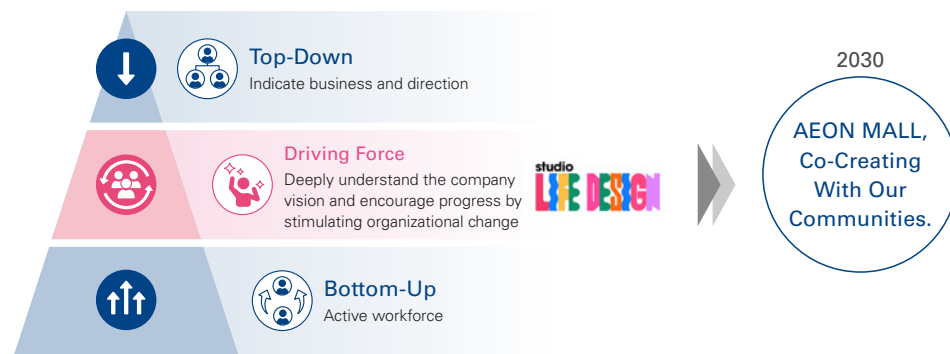 Top-Down
Indicate business and direction
Driving Force
Deeply understand the company
vision and encourage progress by
stimulating organizational change
studio
LIFE DESIGN
Bottom-Up
Active workforce
2030
AEON MALL,
Co-Creating
With Our
Communities.